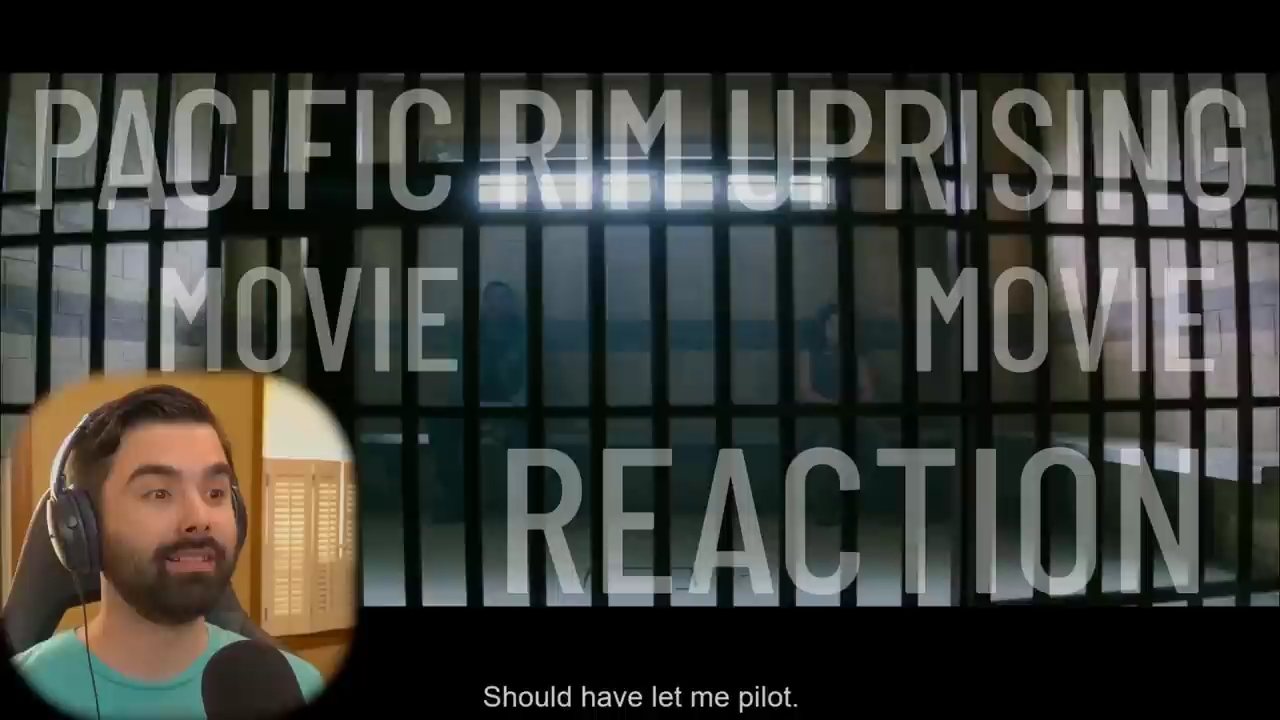 PACIFIC RIM UPRISING
MOVIE MOVIE
REACTION
Should have let me pilot.